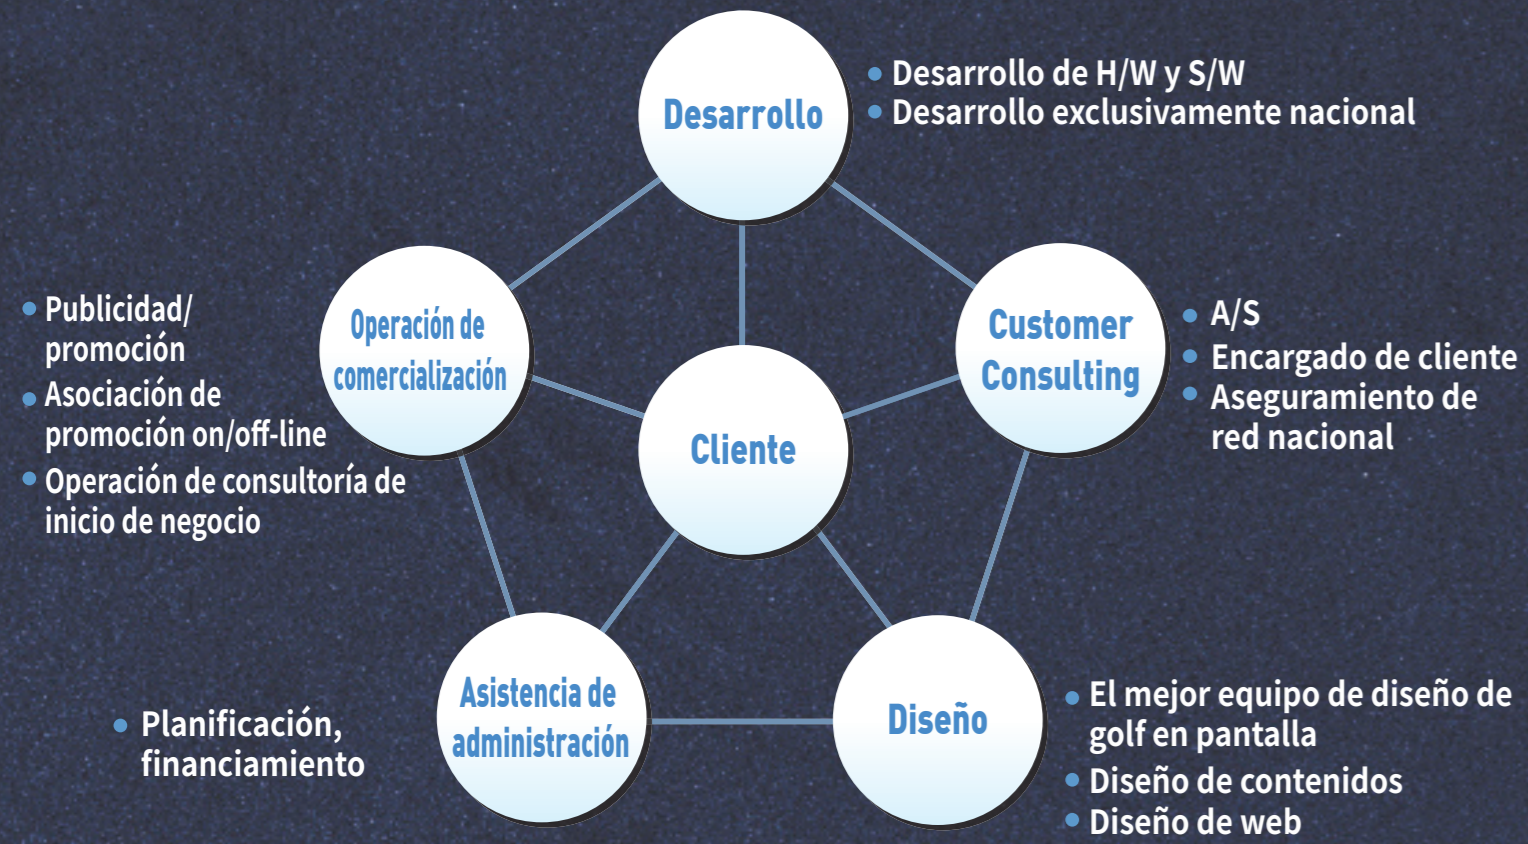 Desarrollo
Desarrollo de H/W y S/W
Desarrollo exclusivamente nacional
Publicidad/
promoción
Asociación de
promoción on/off-line
Operación de consultoría de
inicio de negocio
Operación de
comercialización
Customer
Consulting
A/S
Encargado de cliente
Aseguramiento de
red nacional
Cliente
Planificación,
financiamiento
Asistencia de
administración
Diseño
El mejor equipo de diseño de
golf en pantalla
Diseño de contenidos
Diseño de web